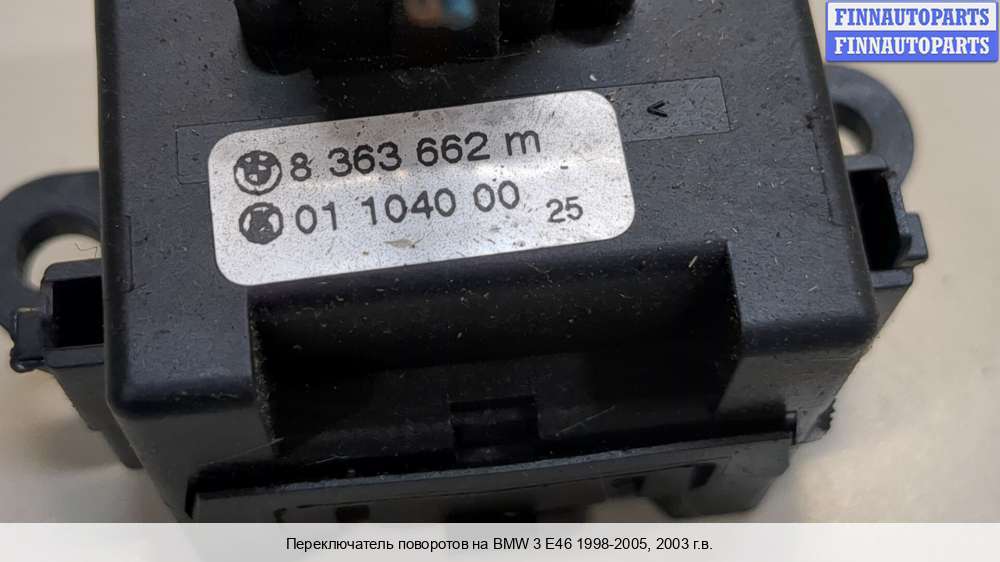 FINNAUTOPARTS
FINNAUTOPARTS
<
8 363 662 m
01 1040 00 25
Переключатель поворотов на BMW 3 E46 1998-2005, 2003 г.в.